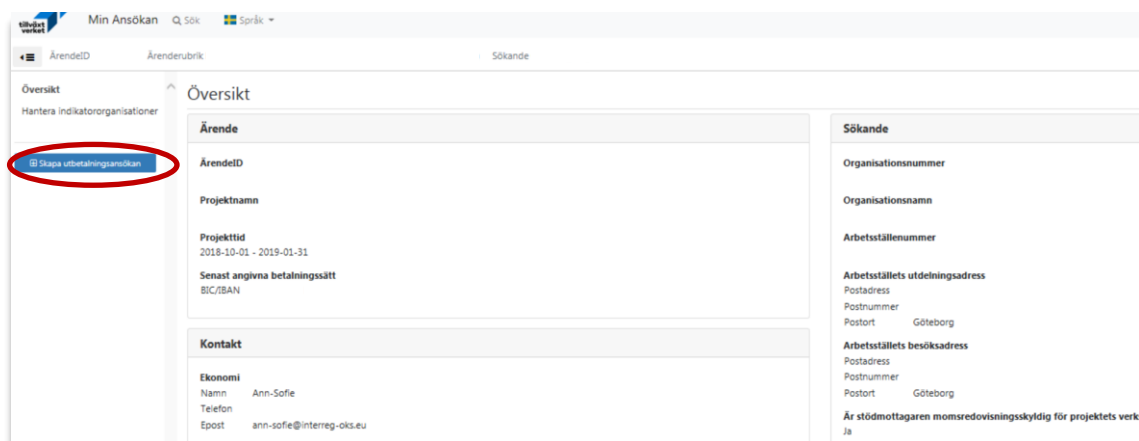 tillväxt
verket
Min Ansökan Sök Språk
ÄrendeID Ärenderubrik Sökande
Översikt
Hantera indikatororganisationer
Skapa utbetalningsansökan
Översikt
Ärende
ÄrendeID
Projektnamn
Projekttid
2018-10-01 - 2019-01-31
Senast angivna betalningssätt
BIC/IBAN
Kontakt
Ekonomi
Namn Ann-Sofie
Telefon
Epost ann-sofie@interreg-oks.eu
Sökande
Organisationsnummer
Organisationsnamn
Arbetsställenummer
Arbetsställets utdelningsadress
Postadress
Postnummer
Postort Göteborg
Arbetsställets besöksadress
Postadress
Postnummer
Postort Göteborg
Är stödmottagaren momsredovisningsskyldig för projektets verk
Ja